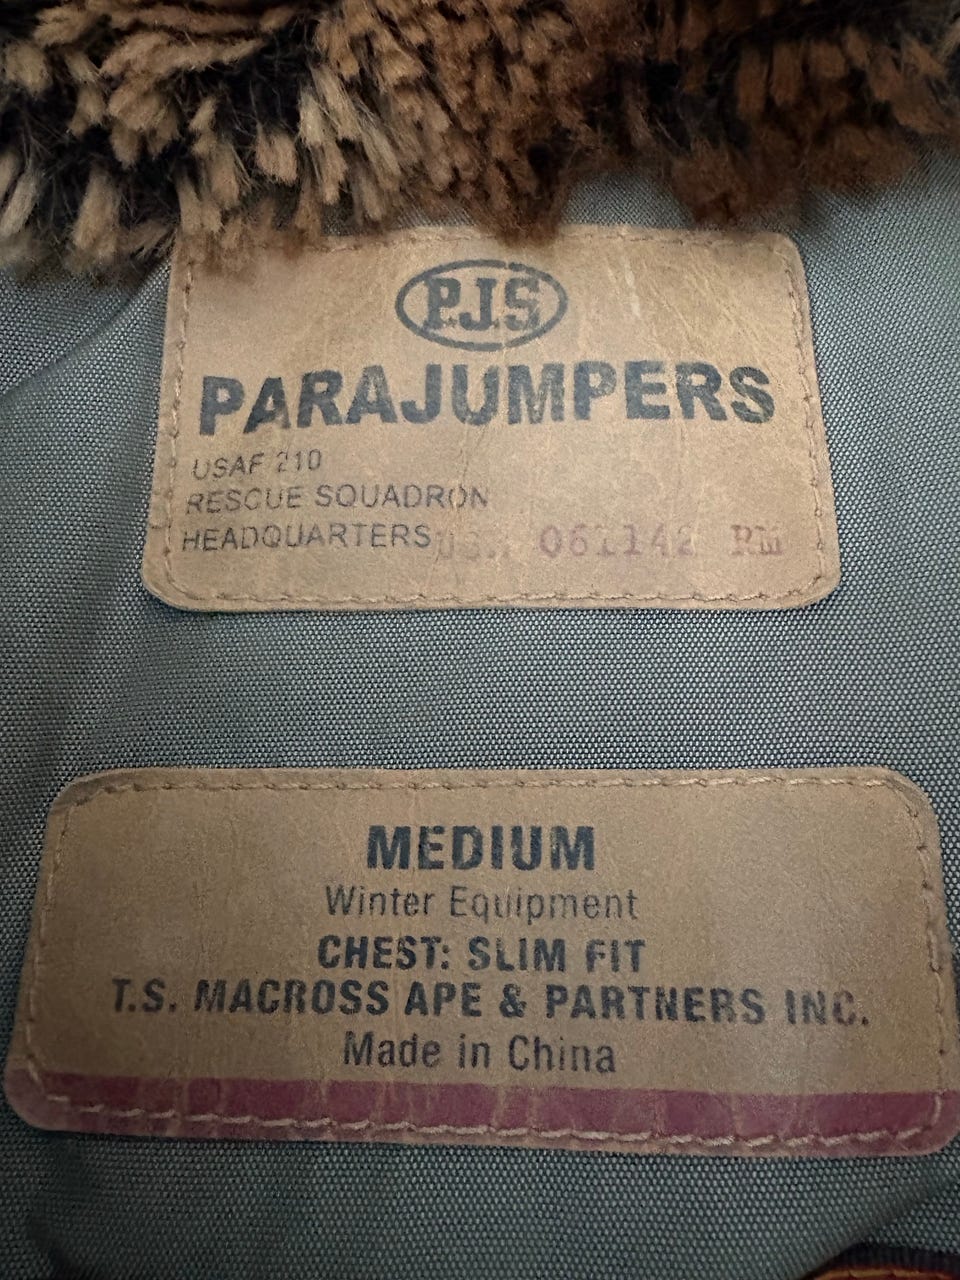 P.J.S
PARAJUMPERS
USAF 210
RESCUE SQUADRON
HEADQUARTERS 061142
MEDIUM
Winter Equipment
CHEST: SLIM FIT
T.S. MACROSS APE & PARTNERS INC.
Made in China